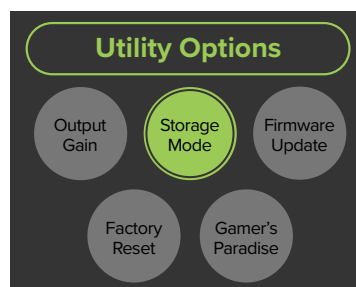 Utility Options
Output
Gain
Storage
Mode
Firmware
Update
Factory
Reset
Gamer's
Paradise